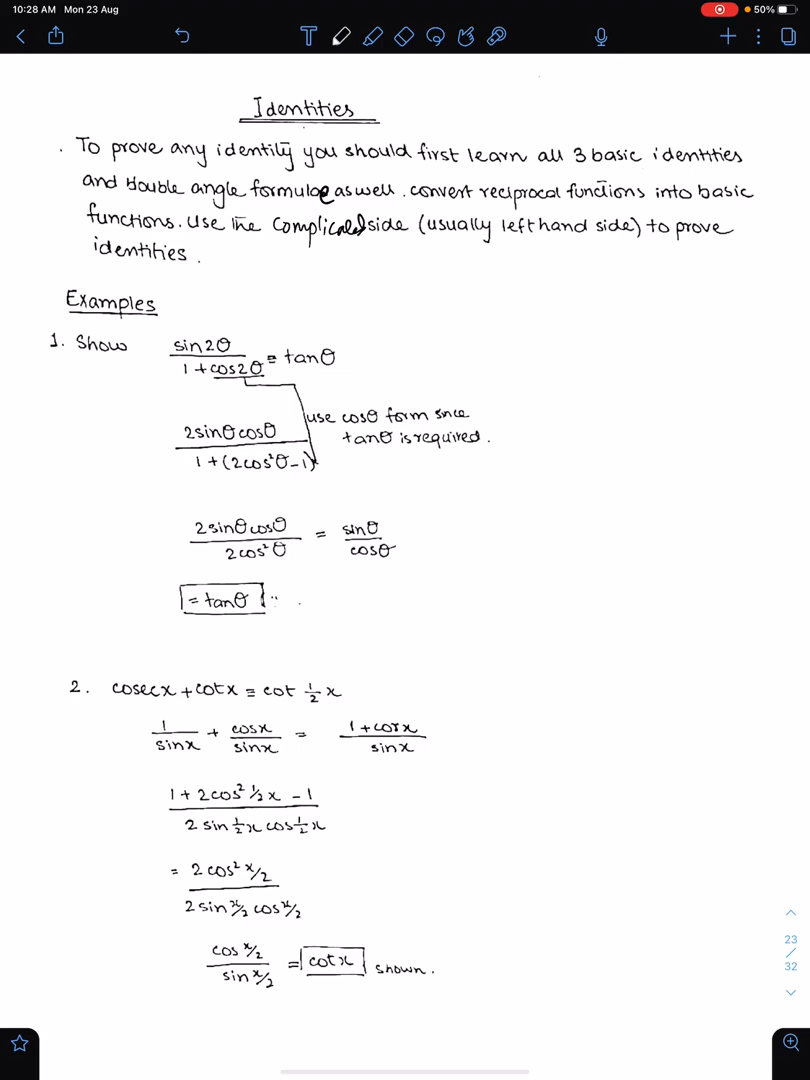 10:28 AM Mon 23 Aug 50%
T
Identities
. To prove any identity you should first learn all 3 basic identities
and double angle formulae as well. convert reciprocal functions into basic
functions. Use the complicated side (usually left hand side) to prove
identities.
Examples
1. Show sin2θ / 1 + cos2θ ≡ tanθ
use cosθ form snce
tanθ is required.
2sinθcosθ / 1 + (2cos²θ - 1)
2sinθcosθ / 2cos²θ = sinθ / cosθ
= tanθ
2. cosecx + cotx ≡ cot ½x
1 / sinx + cosx / sinx = 1 + cosx / sinx
1 + 2cos² ½x - 1 / 2 sin ½x cos ½x
= 2 cos² x/2 / 2 sin x/2 cos x/2
cos x/2 / sin x/2 = cot x shown.
23
/
32